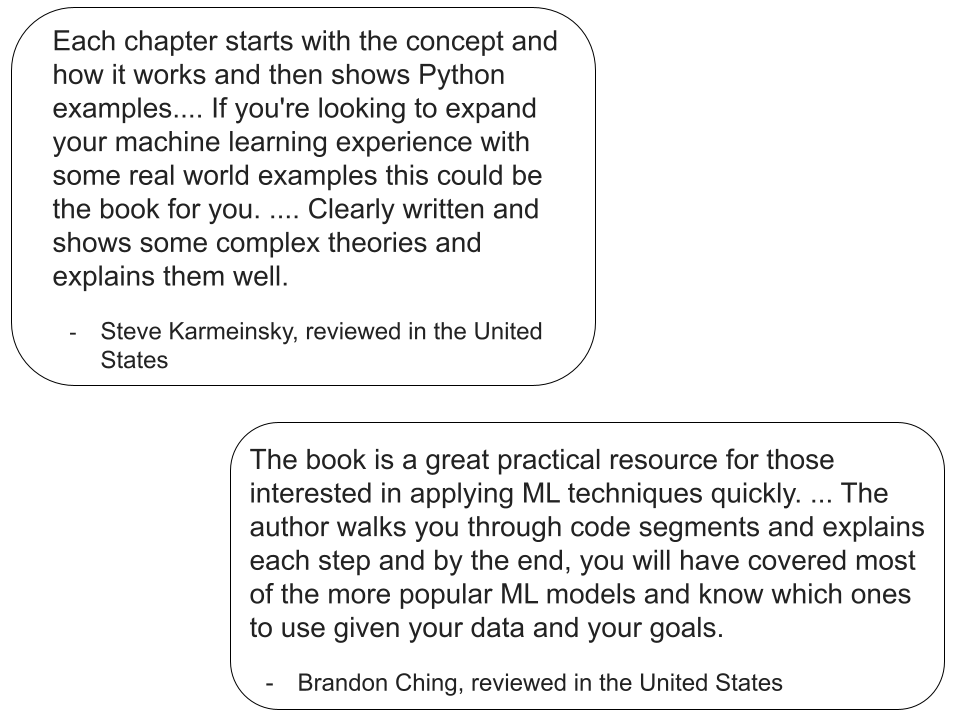 Each chapter starts with the concept and
how it works and then shows Python
examples.... If you're looking to expand
your machine learning experience with
some real world examples this could be
the book for you. .... Clearly written and
shows some complex theories and
explains them well.
- Steve Karmeinsky, reviewed in the United
States
The book is a great practical resource for those
interested in applying ML techniques quickly. ... The
author walks you through code segments and explains
each step and by the end, you will have covered most
of the more popular ML models and know which ones
to use given your data and your goals.
- Brandon Ching, reviewed in the United States